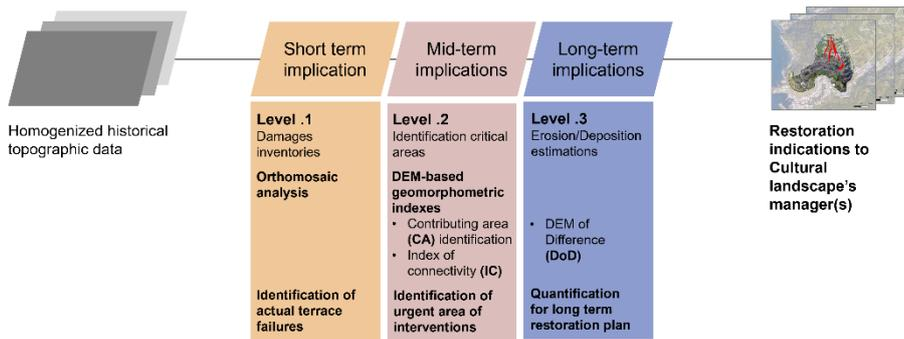 Short term
implication
Mid-term
implications
Long-term
implications
Homogenized historical
topographic data
Level .1
Damages
inventories
Orthomosaic
analysis
Identification of
actual terrace
failures
Level .2
Identification critical
areas
DEM-based
geomorphometric
indexes
• Contributing area
(CA) identification
• Index of
connectivity (IC)
Identification of
urgent area of
interventions
Level .3
Erosion/Deposition
estimations
• DEM of
Difference
(DoD)
Quantification
for long term
restoration plan
Restoration
indications to
Cultural
landscape's
manager(s)